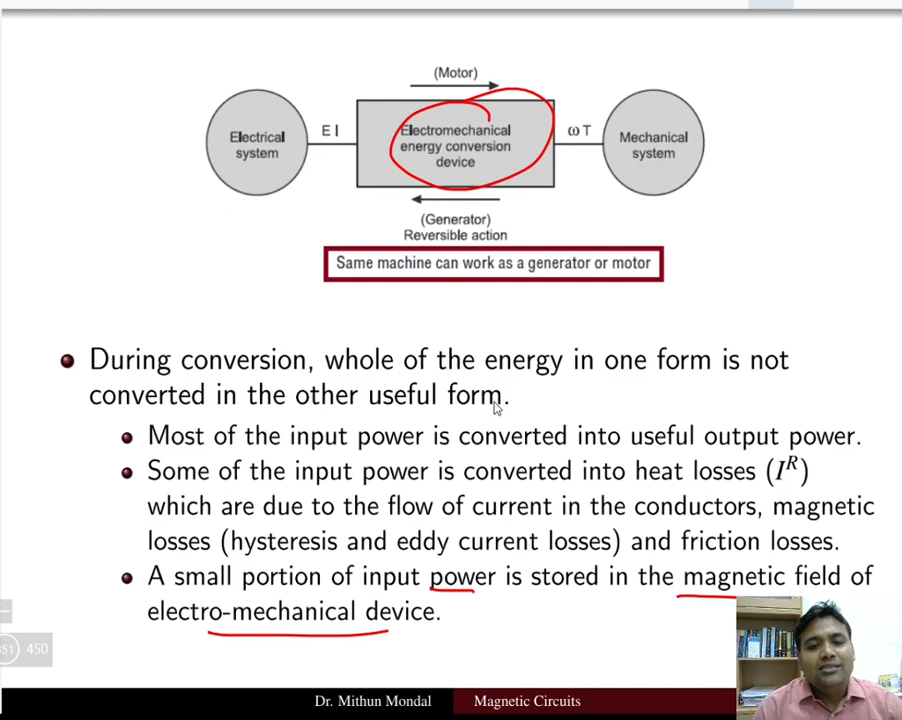 (Motor)
Electrical
system
E I
Electromechanical
energy conversion
device
ω T
Mechanical
system
(Generator)
Reversible action
Same machine can work as a generator or motor
During conversion, whole of the energy in one form is not
converted in the other useful form.
Most of the input power is converted into useful output power.
Some of the input power is converted into heat losses (I^R)
which are due to the flow of current in the conductors, magnetic
losses (hysteresis and eddy current losses) and friction losses.
A small portion of input power is stored in the magnetic field of
electro-mechanical device.
351 450
Dr. Mithun Mondal Magnetic Circuits